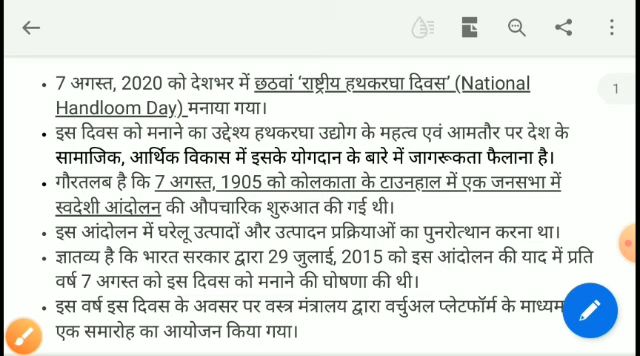 • 7 अगस्त, 2020 को देशभर में छठवां ‘राष्ट्रीय हथकरघा दिवस’ (National
Handloom Day) मनाया गया।
• इस दिवस को मनाने का उद्देश्य हथकरघा उद्योग के महत्व एवं आमतौर पर देश के
सामाजिक, आर्थिक विकास में इसके योगदान के बारे में जागरूकता फैलाना है।
• गौरतलब है कि 7 अगस्त, 1905 को कोलकाता के टाउनहाल में एक जनसभा में
स्वदेशी आंदोलन की औपचारिक शुरुआत की गई थी।
• इस आंदोलन में घरेलू उत्पादों और उत्पादन प्रक्रियाओं का पुनरोत्थान करना था।
• ज्ञातव्य है कि भारत सरकार द्वारा 29 जुलाई, 2015 को इस आंदोलन की याद में प्रति
वर्ष 7 अगस्त को इस दिवस को मनाने की घोषणा की थी।
• इस वर्ष इस दिवस के अवसर पर वस्त्र मंत्रालय द्वारा वर्चुअल प्लेटफॉर्म के माध्यम
एक समारोह का आयोजन किया गया।
1